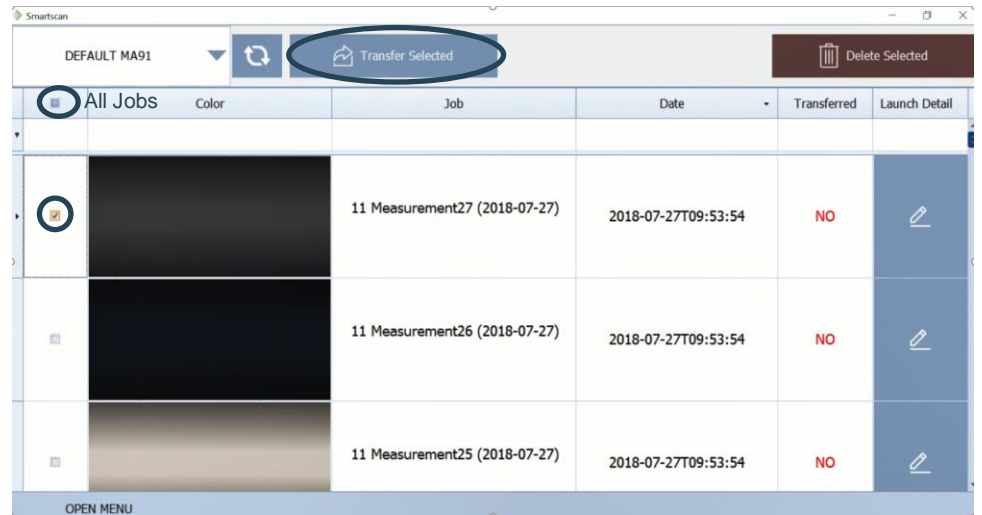 Smartscan
DEFAULT MA91
Transfer Selected
Delete Selected
All Jobs
Color
Job
Date
Transferred
Launch Detail
11 Measurement27 (2018-07-27)
2018-07-27T09:53:54
NO
11 Measurement26 (2018-07-27)
2018-07-27T09:53:54
NO
11 Measurement25 (2018-07-27)
2018-07-27T09:53:54
NO
OPEN MENU